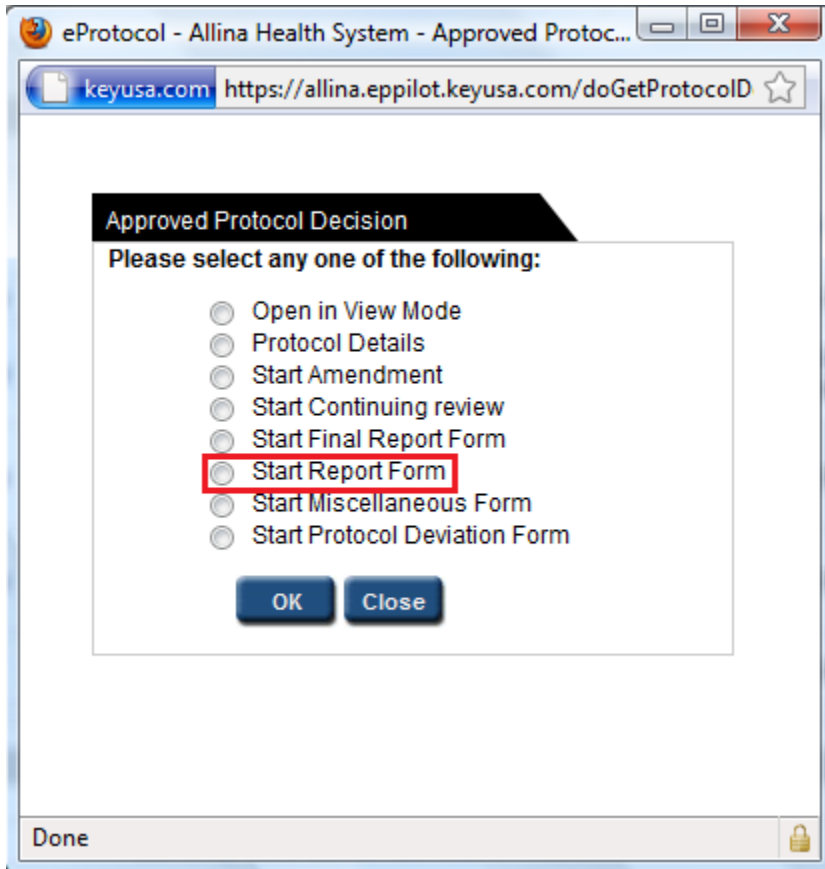 eProtocol - Allina Health System - Approved Protoc...
keyusa.com https://allina.eppilot.keyusa.com/doGetProtocolD
Approved Protocol Decision
Please select any one of the following:
Open in View Mode
Protocol Details
Start Amendment
Start Continuing review
Start Final Report Form
Start Report Form
Start Miscellaneous Form
Start Protocol Deviation Form
OK Close
Done